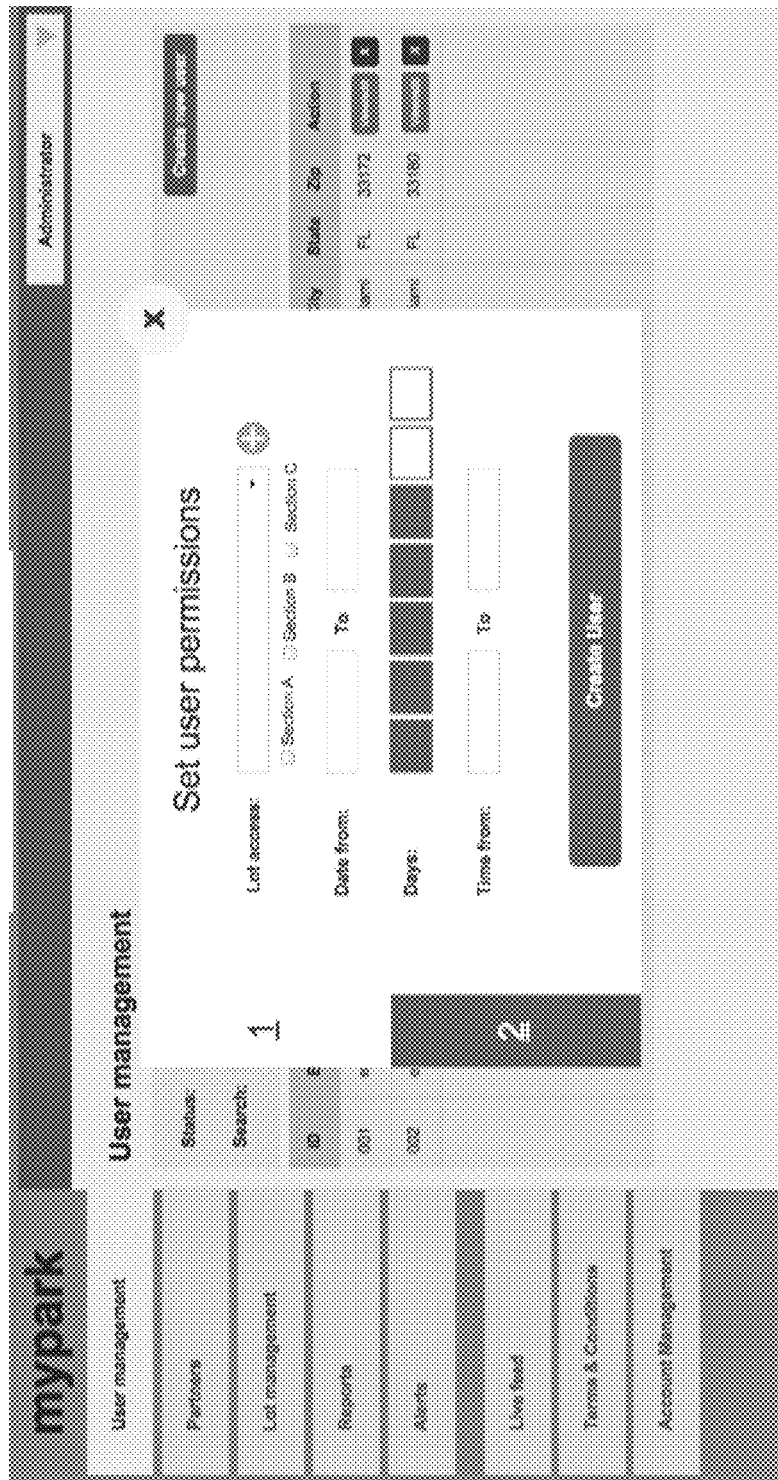 mypark
Administrator
User management
Partners
Lot management
Reports
Alerts
Live feed
Terms & Conditions
Account Management
User management
Status:
Search:
ID
State Zip Action
001
FL 33172
002
FL
X
1
2
Set user permissions
Lot access:
Section A Section B Section C
Date from: To
Days:
Time from: To
Create User